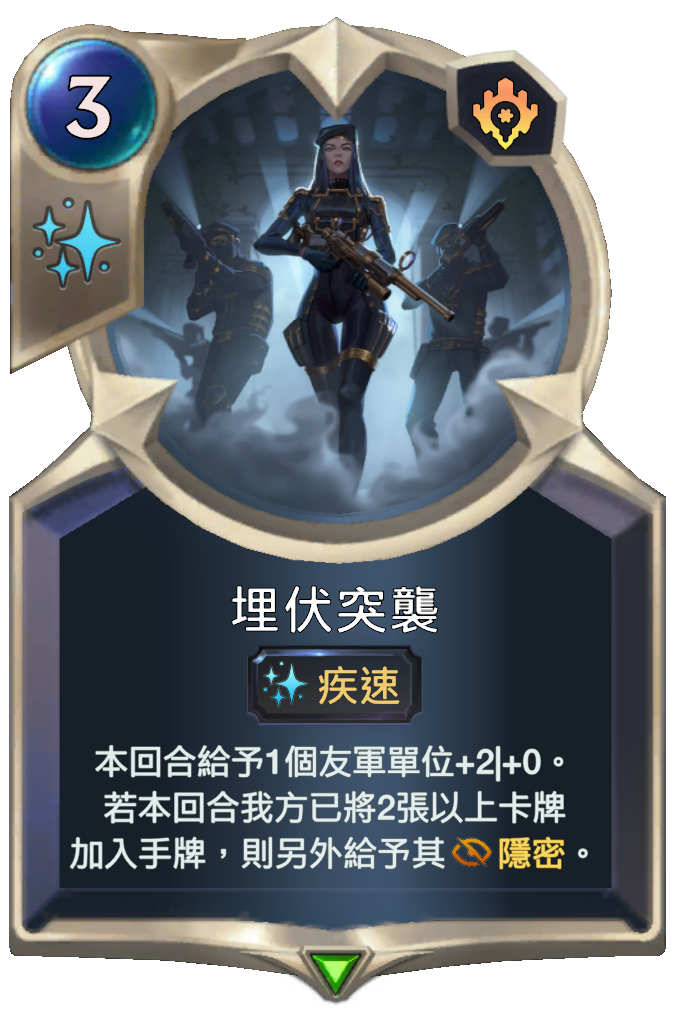 3
埋伏突襲
疾速
本回合給予1個友軍單位+2|+0。
若本回合我方已將2張以上卡牌
加入手牌，則另外給予其隱密。